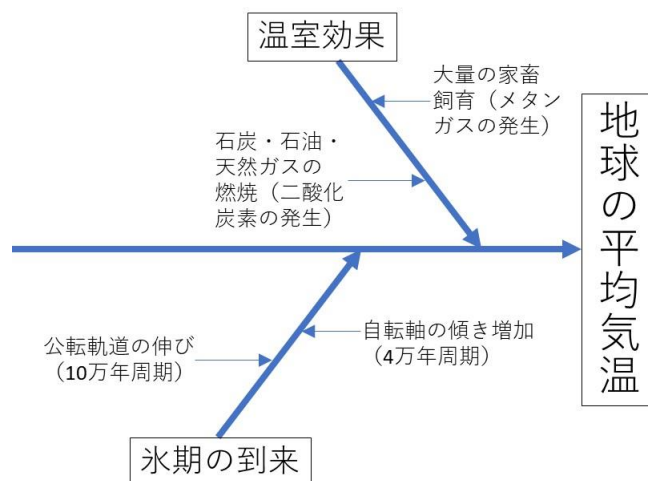 温室効果
大量の家畜
飼育（メタン
ガスの発生）
石炭・石油・
天然ガスの
燃焼（二酸化
炭素の発生）
地球の平均気温
公転軌道の伸び
（10万年周期）
自転軸の傾き増加
（4万年周期）
氷期の到来